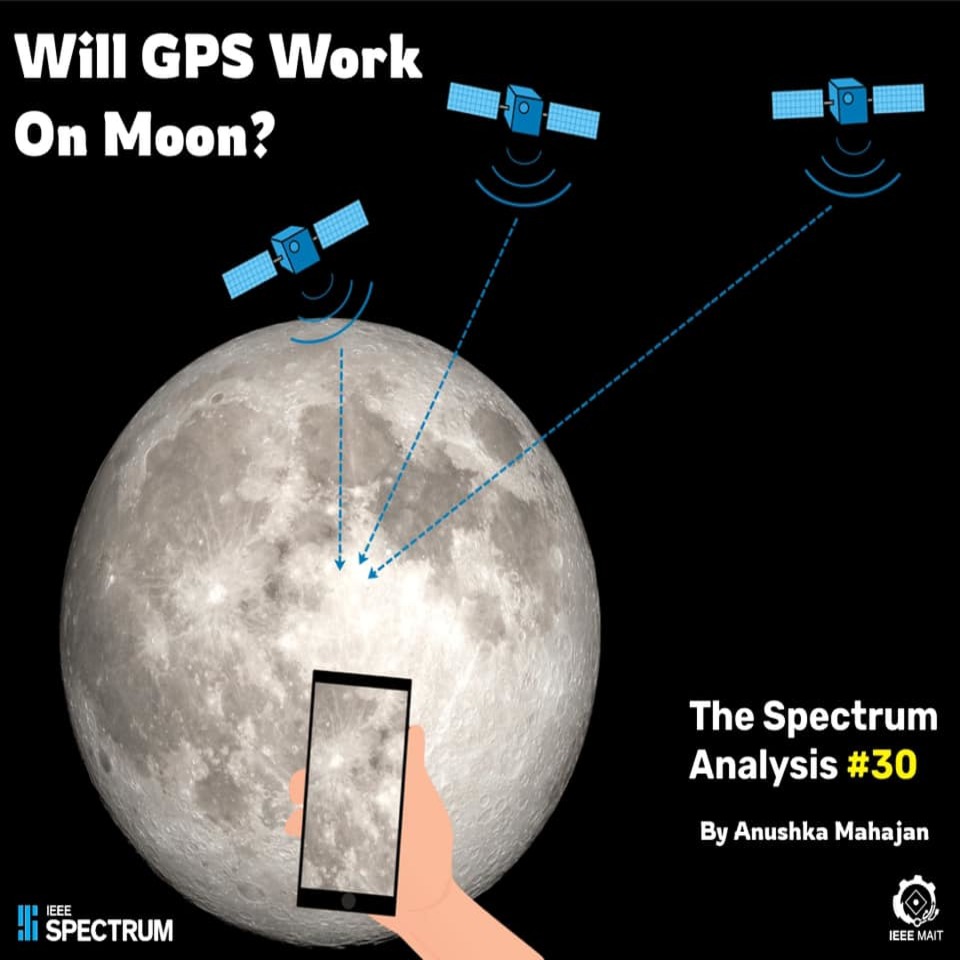 Will GPS Work
On Moon?
The Spectrum
Analysis #30
By Anushka Mahajan
IEEE
SPECTRUM
IEEE MAIT